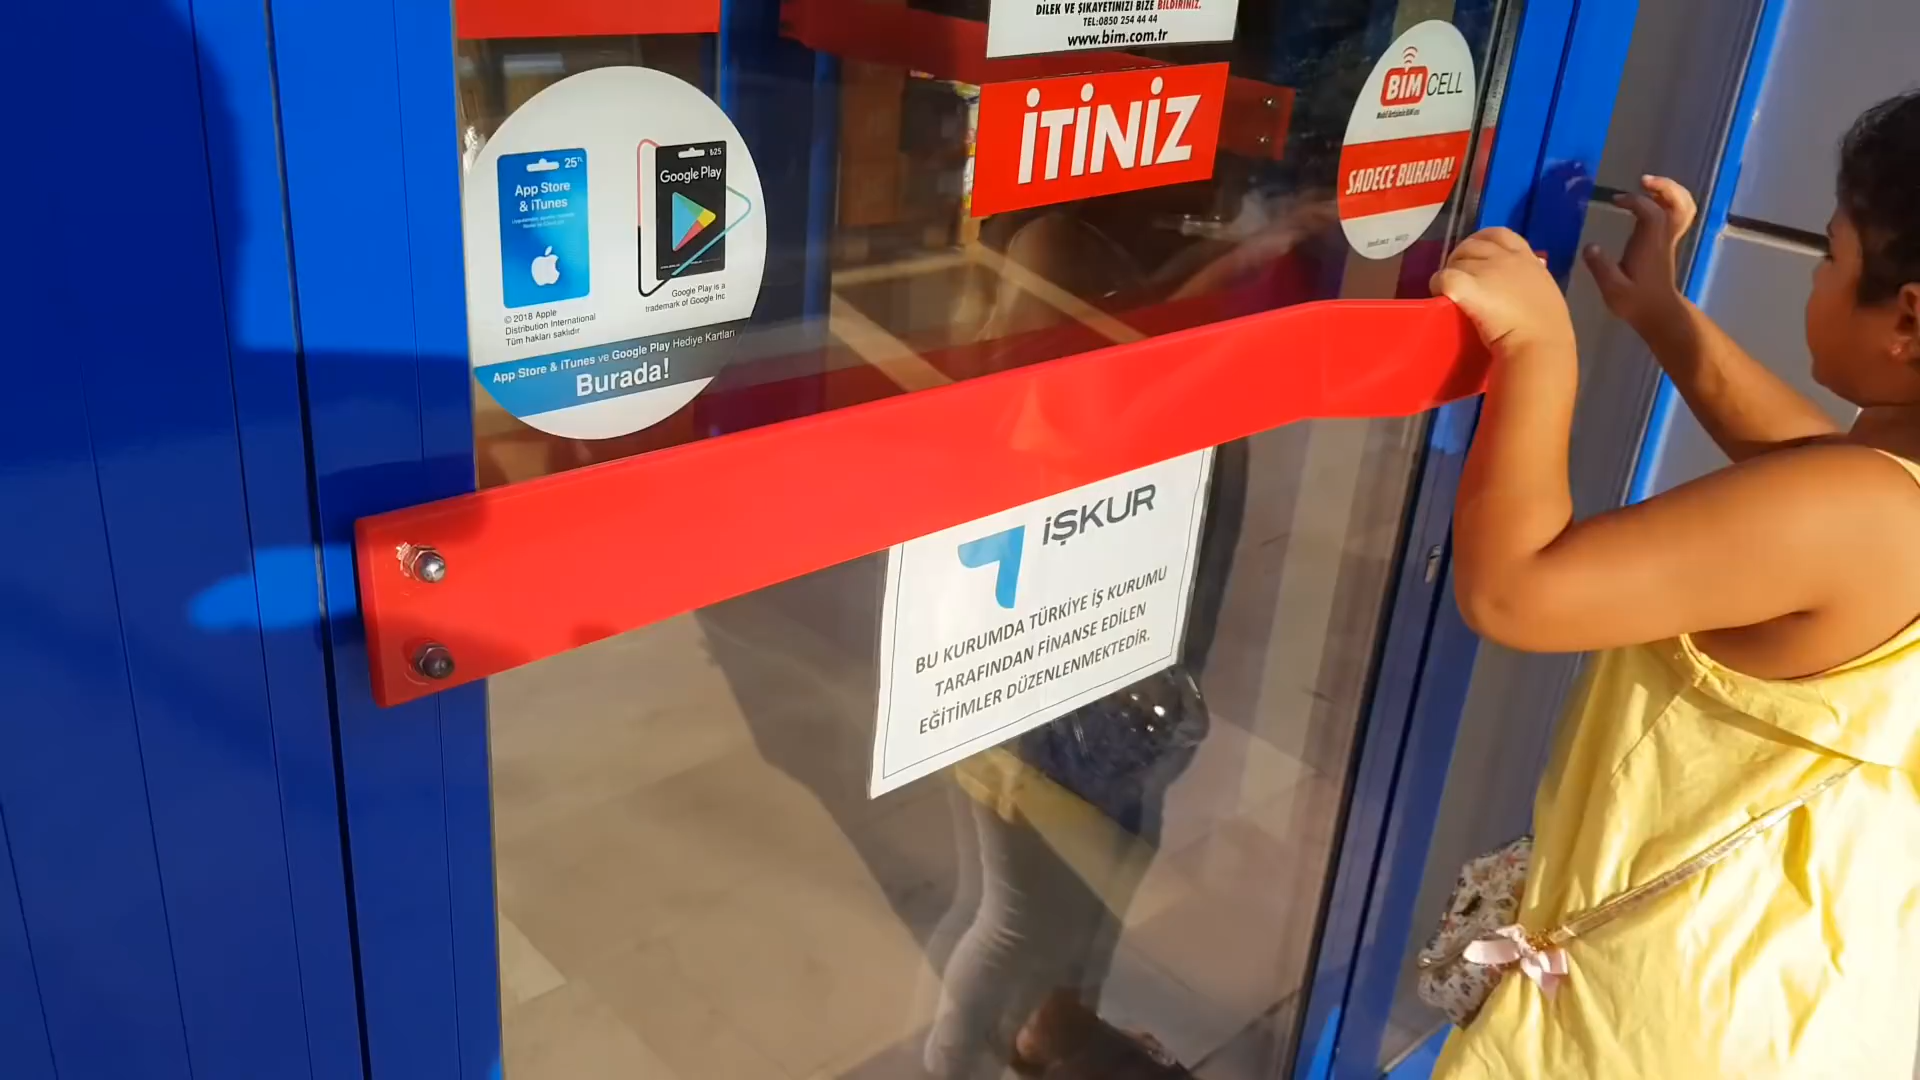 DİLEK VE ŞİKAYETİNİZİ BİZE BİLDİRİNİZ.
TEL:0850 254 44 44
www.bim.com.tr
İTİNİZ
BİMCELL
SADECE BURADA!
25TL
App Store
& iTunes
₺25
Google Play
Google Play is a
trademark of Google Inc
© 2018 Apple
Distribution International
Tüm hakları saklıdır
App Store & iTunes ve Google Play Hediye Kartları
Burada!
İŞKUR
BU KURUMDA TÜRKİYE İŞ KURUMU
TARAFINDAN FİNANSE EDİLEN
EĞİTİMLER DÜZENLENMEKTEDİR.